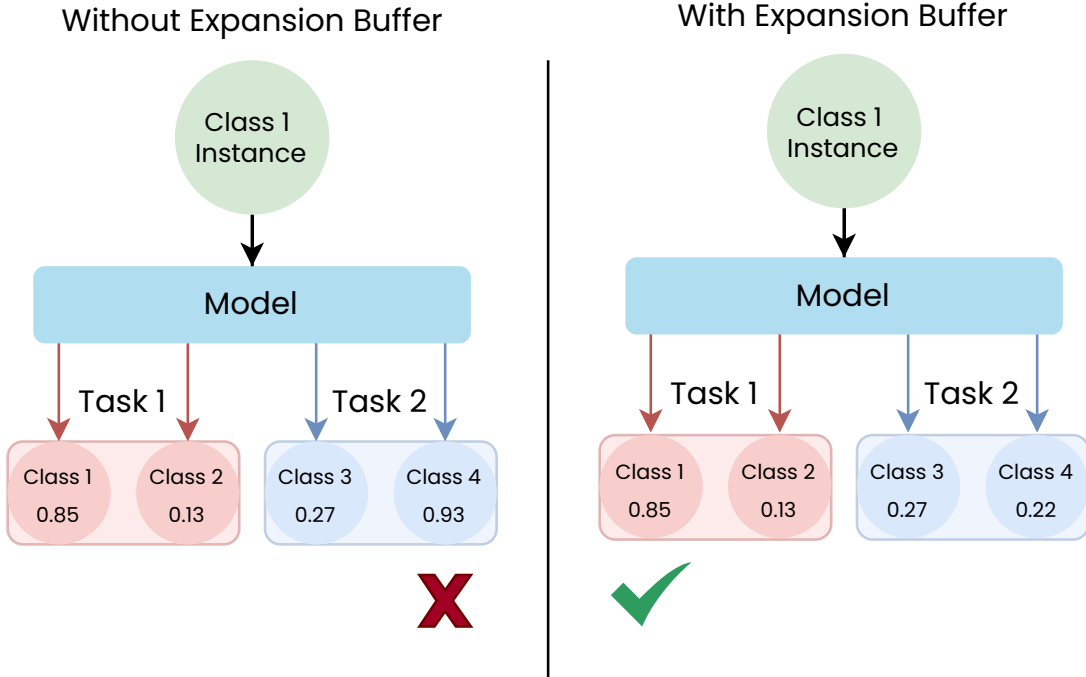 Without Expansion Buffer
Class 1
Instance
Model
Task 1
Task 2
Class 1
0.85
Class 2
0.13
Class 3
0.27
Class 4
0.93
With Expansion Buffer
Class 1
Instance
Model
Task 1
Task 2
Class 1
0.85
Class 2
0.13
Class 3
0.27
Class 4
0.22